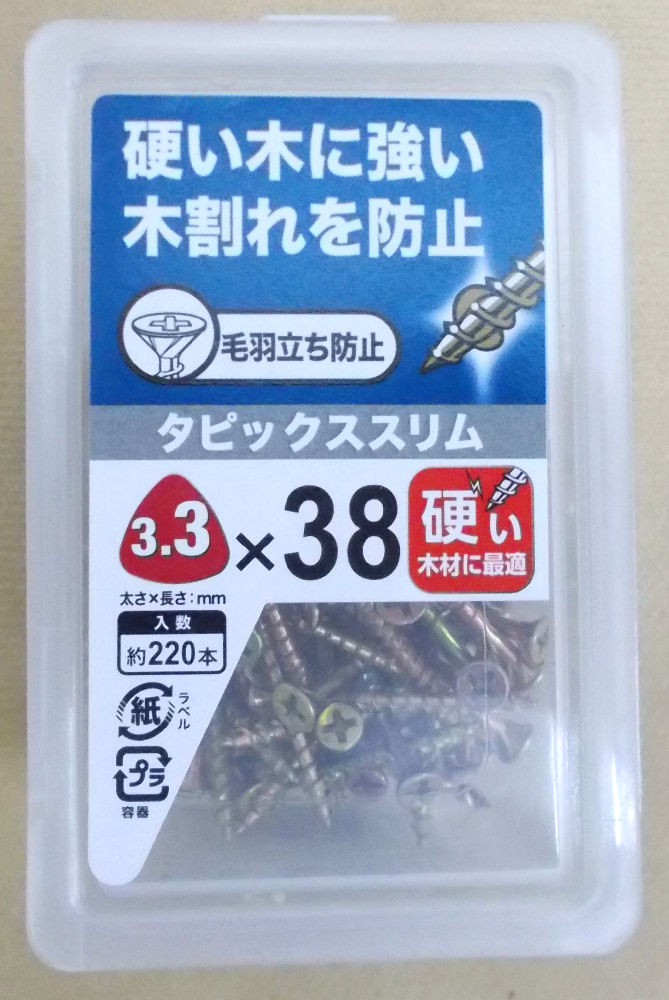 硬い木に強い
木割れを防止
毛羽立ち防止
タピックススリム
3.3×38
硬い
木材に最適
太さ×長さ:mm
入数
約220本
紙
ラベル
プラ
容器